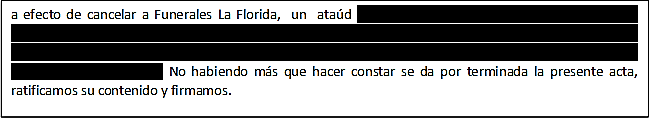 a efecto de cancelar a Funerales La Florida, un ataúd
No habiendo más que hacer constar se da por terminada la presente acta,
ratificamos su contenido y firmamos.